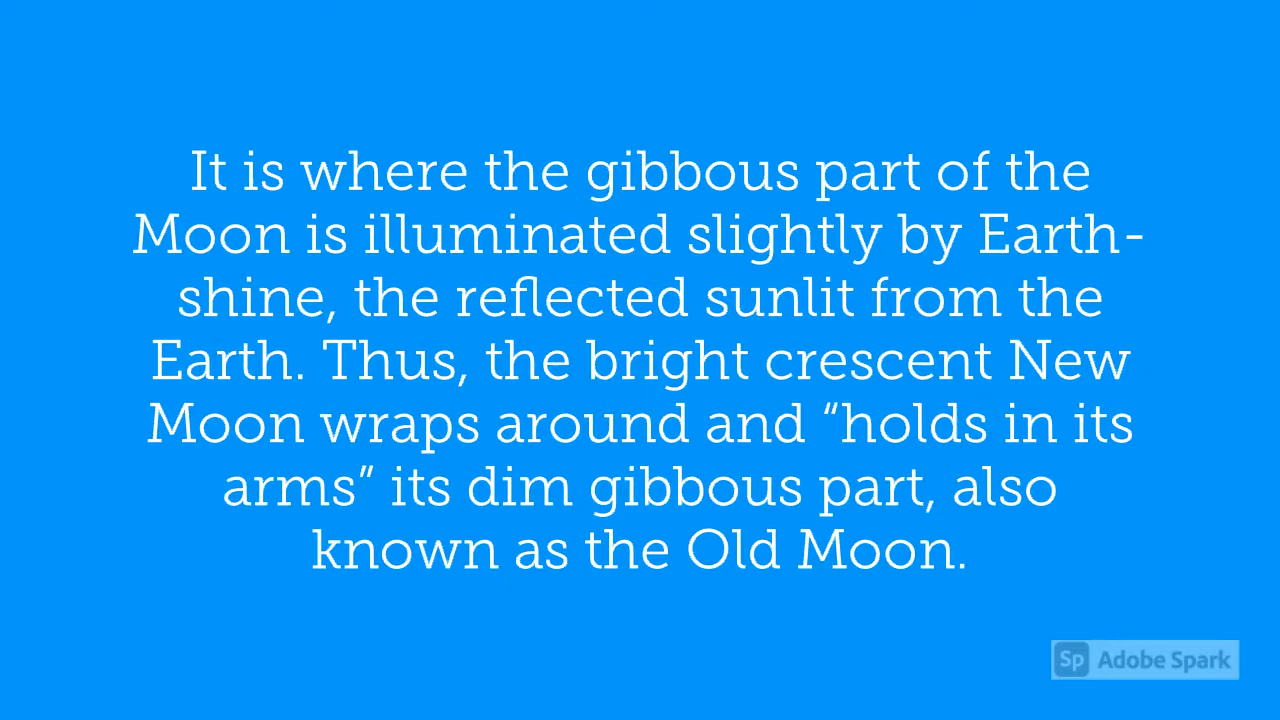 It is where the gibbous part of the
Moon is illuminated slightly by Earth-
shine, the reflected sunlit from the
Earth. Thus, the bright crescent New
Moon wraps around and “holds in its
arms” its dim gibbous part, also
known as the Old Moon.
Sp Adobe Spark